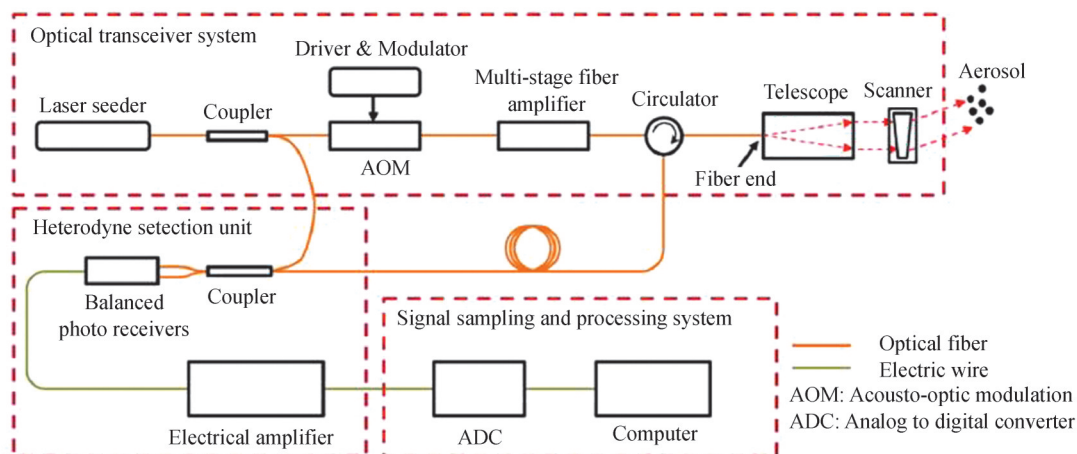 Optical transceiver system
Driver & Modulator
Multi-stage fiber
amplifier
Circulator
Telescope
Scanner
Aerosol
Laser seeder
Coupler
AOM
Fiber end
Heterodyne selection unit
Coupler
Balanced
photo receivers
Signal sampling and processing system
Electrical amplifier
ADC
Computer
Optical fiber
Electric wire
AOM: Acousto-optic modulation
ADC: Analog to digital converter